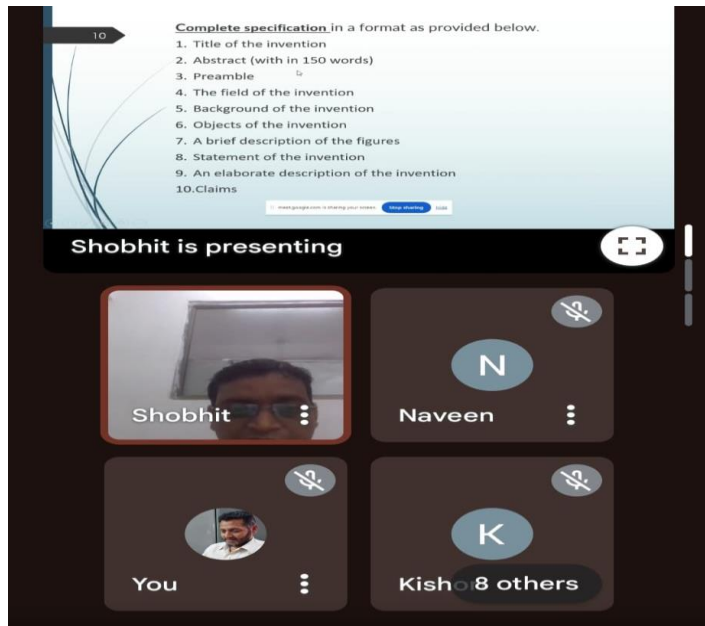 10
Complete specification in a format as provided below.
1. Title of the invention
2. Abstract (with in 150 words)
3. Preamble
4. The field of the invention
5. Background of the invention
6. Objects of the invention
7. A brief description of the figures
8. Statement of the invention
9. An elaborate description of the invention
10.Claims
meet.google.com is sharing your screen. Stop sharing Hide
Shobhit is presenting
Shobhit
N
Naveen
You
K
Kisho 8 others